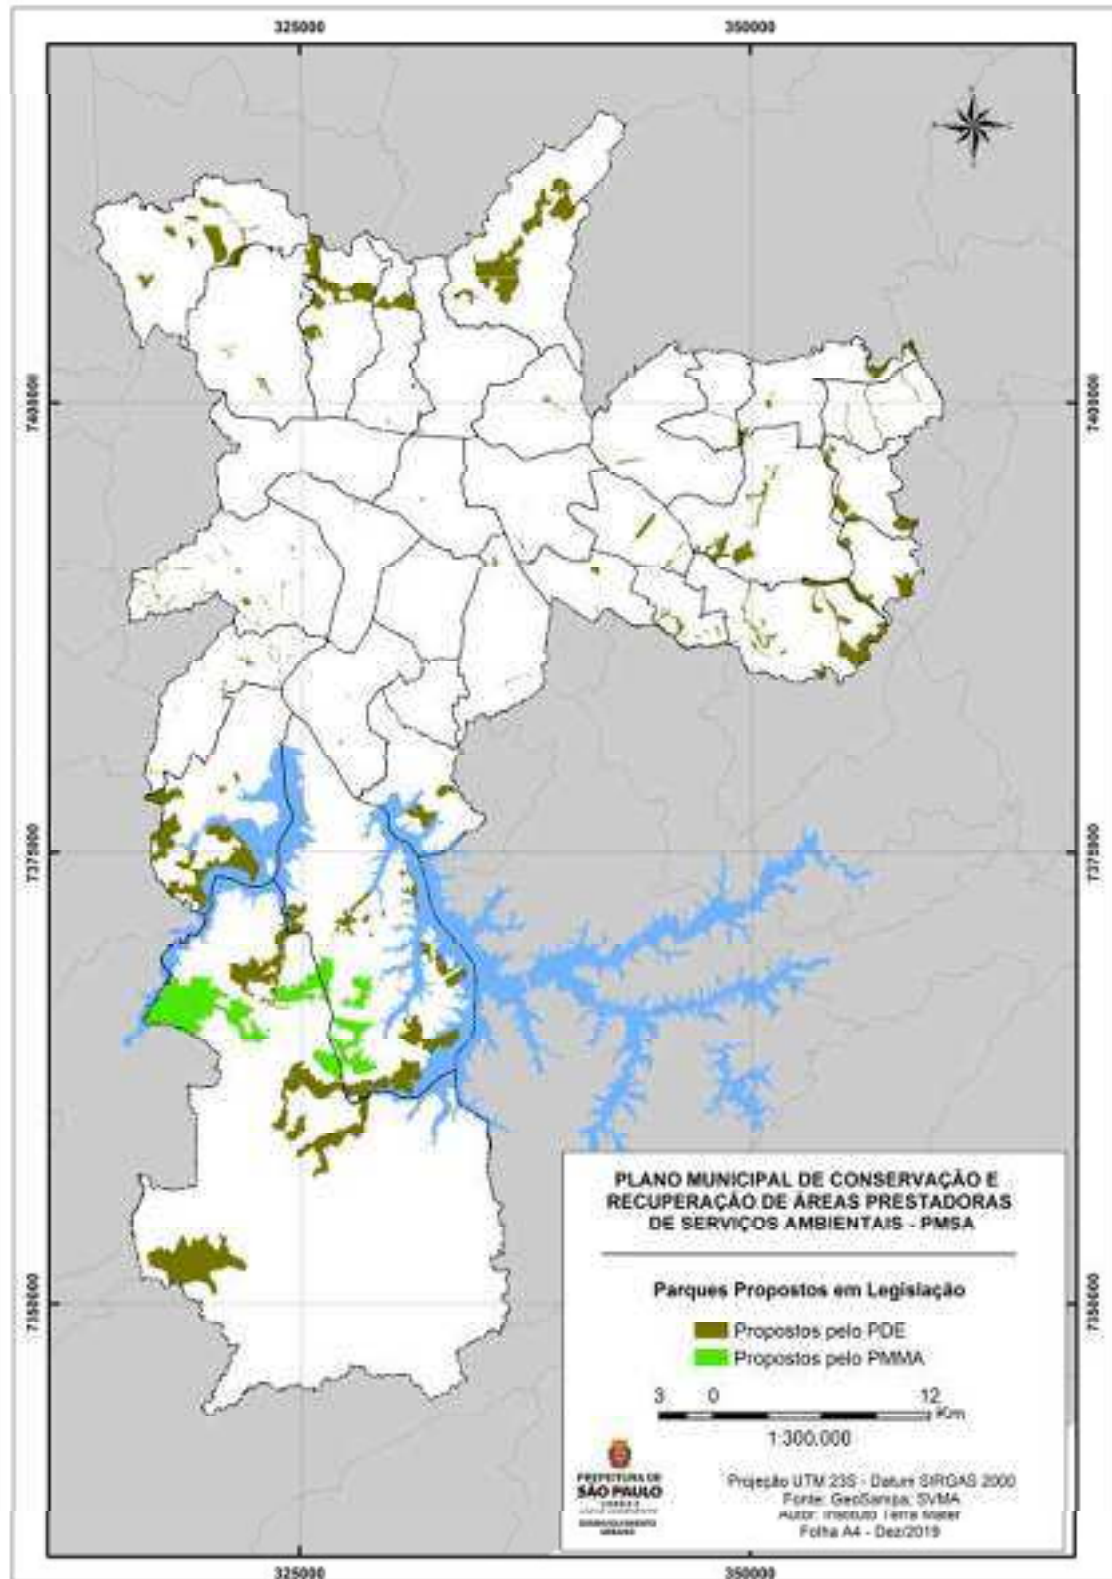 325000
350000
7400000
7400000
7375000
7375000
7350000
7350000
PLANO MUNICIPAL DE CONSERVAÇÃO E
RECUPERAÇÃO DE ÁREAS PRESTADORAS
DE SERVIÇOS AMBIENTAIS - PMSA
Parques Propostos em Legislação
Propostos pelo PDE
Propostos pelo PMMA
3 0 12
Km
1:300.000
PREFEITURA DE
SÃO PAULO
DESENVOLVIMENTO
URBANO
Projeção UTM 23S - Datum SIRGAS 2000
Fonte: GeoSampa; SVMA
Autor: Instituto Terra Mater
Folha A4 - Dez/2019
325000
350000